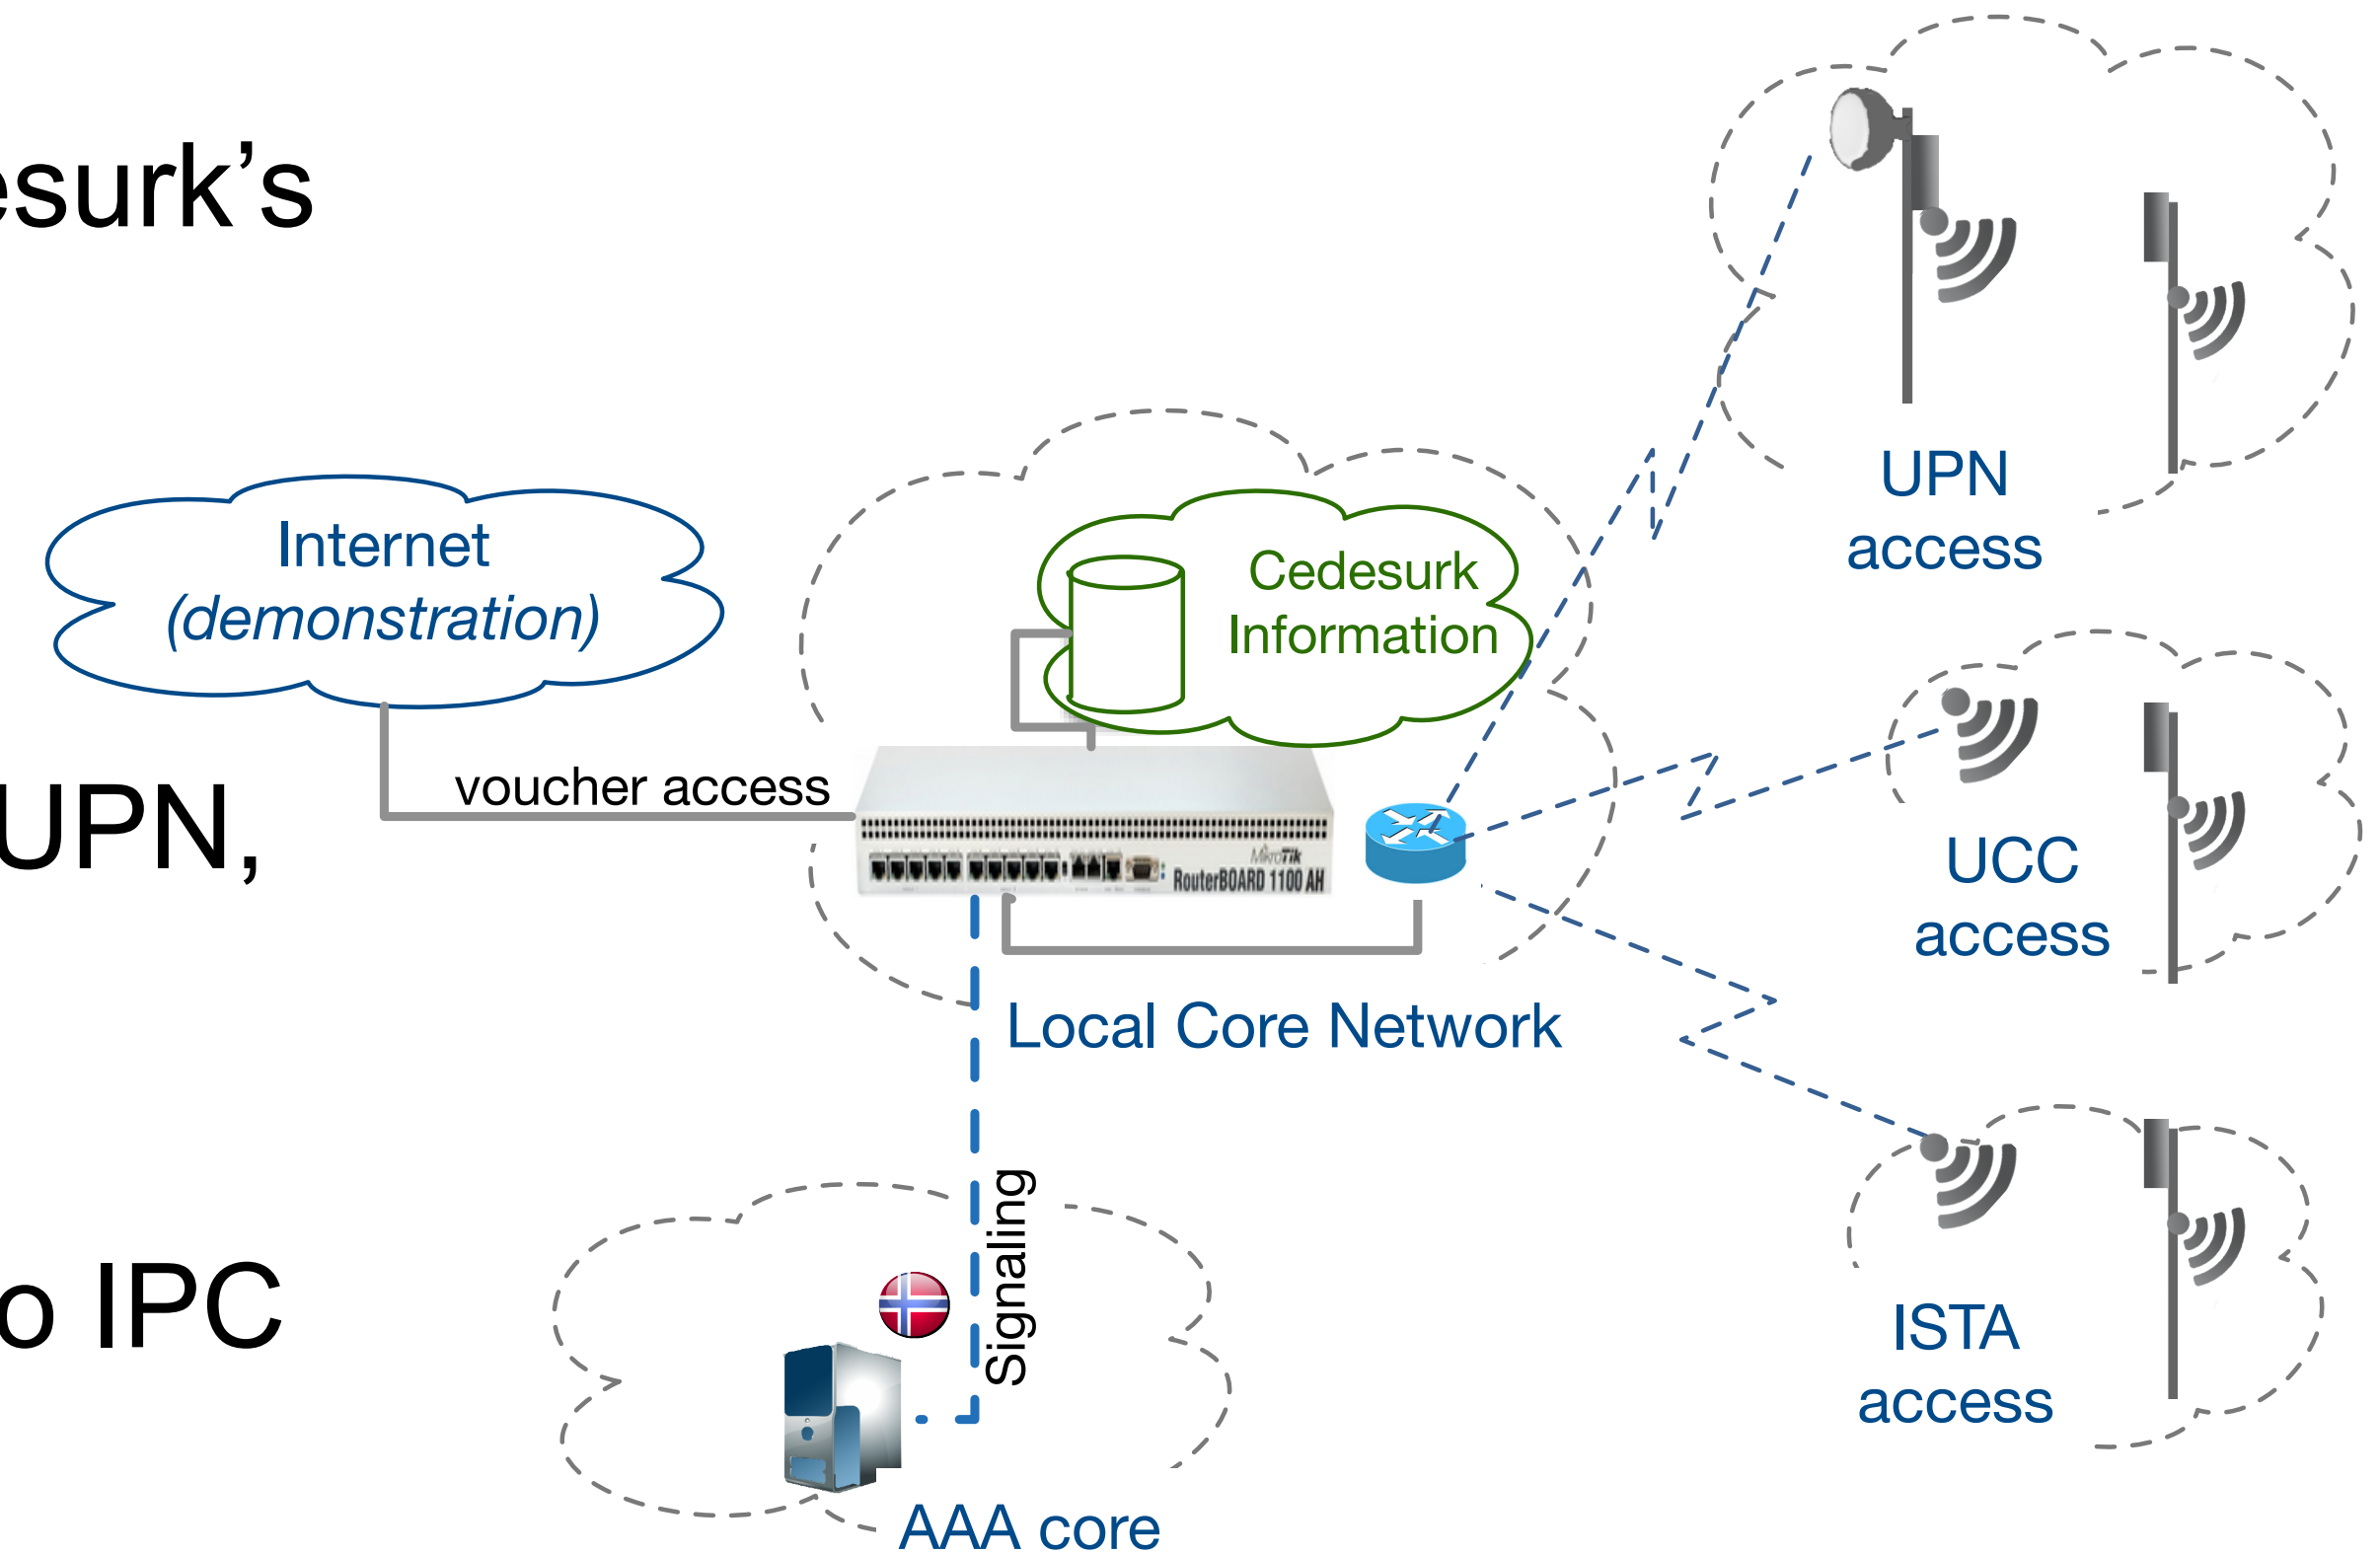 esurk’s
UPN
access
Internet
(demonstration)
Cedesurk
Information
voucher access
UPN,
MikroTik
RouterBOARD 1100 AH
UCC
access
Local Core Network
Signaling
o IPC
ISTA
access
AAA core